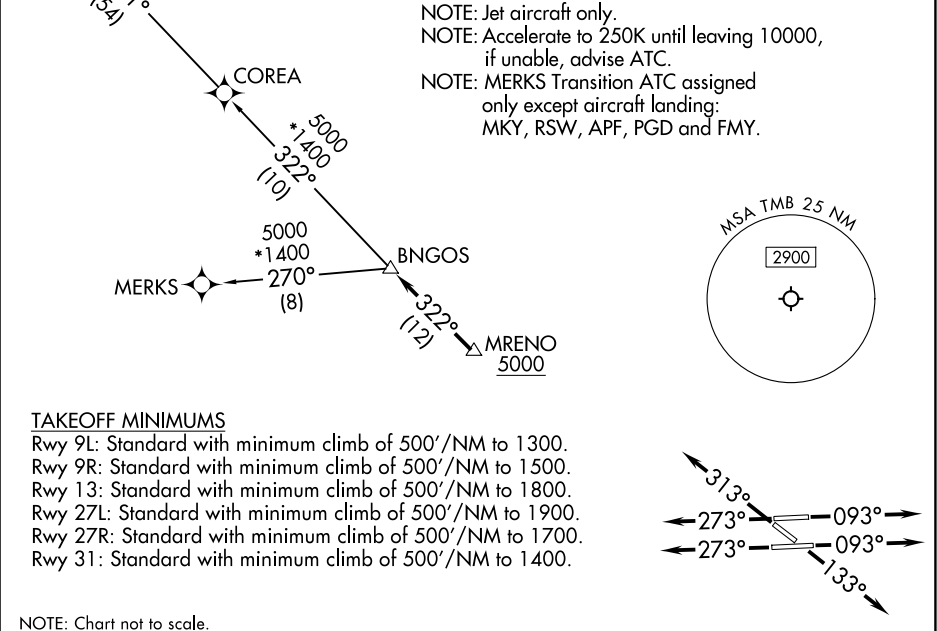 (54)
NOTE: Jet aircraft only.
NOTE: Accelerate to 250K until leaving 10000,
if unable, advise ATC.
NOTE: MERKS Transition ATC assigned
only except aircraft landing:
MKY, RSW, APF, PGD and FMY.
COREA
5000
*1400
322°
(10)
5000
*1400
270°
(8)
MERKS
BNGOS
322°
(12)
MRENO
5000
MSA TMB 25 NM
2900
TAKEOFF MINIMUMS
Rwy 9L: Standard with minimum climb of 500'/NM to 1300.
Rwy 9R: Standard with minimum climb of 500'/NM to 1500.
Rwy 13: Standard with minimum climb of 500'/NM to 1800.
Rwy 27L: Standard with minimum climb of 500'/NM to 1900.
Rwy 27R: Standard with minimum climb of 500'/NM to 1700.
Rwy 31: Standard with minimum climb of 500'/NM to 1400.
313°
273°
093°
273°
093°
133°
NOTE: Chart not to scale.